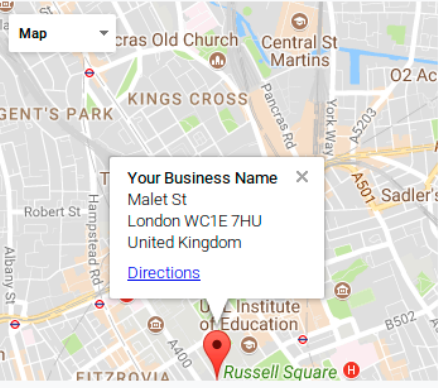 Map
cras Old Church
Central St
Martins
O2 Ac
KINGS CROSS
GENT'S PARK
Pancras Rd
York Way
A5203
Your Business Name
Malet St
London WC1E 7HU
United Kingdom
Directions
A501
Sadler's
Robert St
Hampstead Rd
Albany St
Institute
of Education
B502
A400
FITZROVIA
Russell Square
H